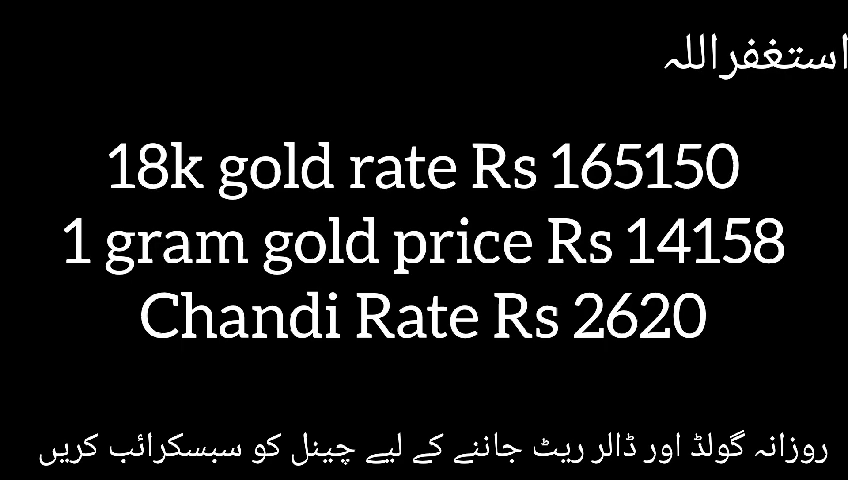 استغفراللہ
18k gold rate Rs 165150
1 gram gold price Rs 14158
Chandi Rate Rs 2620
روزانہ گولڈ اور ڈالر ریٹ جاننے کے لیے چینل کو سبسکرائب کریں